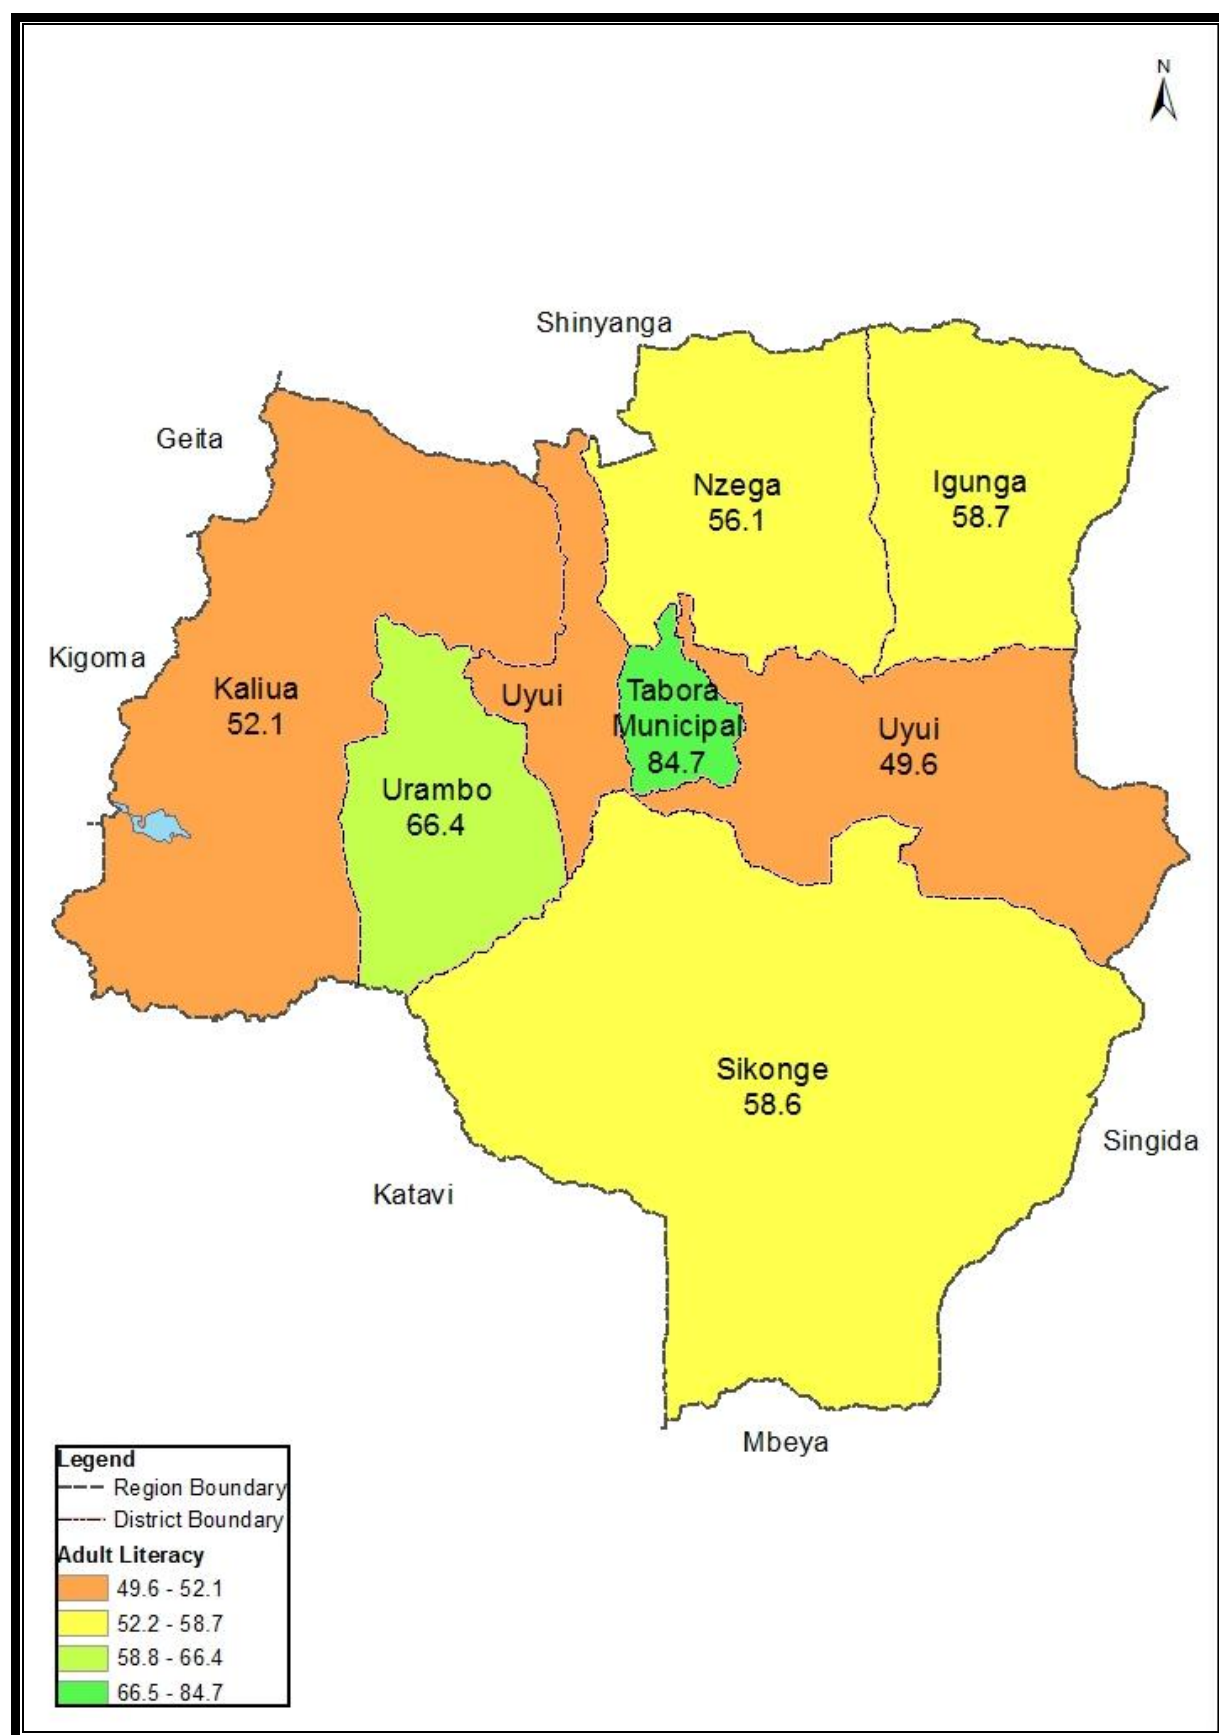 N
Shinyanga
Geita
Nzega
56.1
Igunga
58.7
Kigoma
Kaliua
52.1
Uyui
Tabora
Municipal
84.7
Uyui
49.6
Urambo
66.4
Sikonge
58.6
Singida
Katavi
Mbeya
Legend
Region Boundary
District Boundary
Adult Literacy
49.6 - 52.1
52.2 - 58.7
58.8 - 66.4
66.5 - 84.7